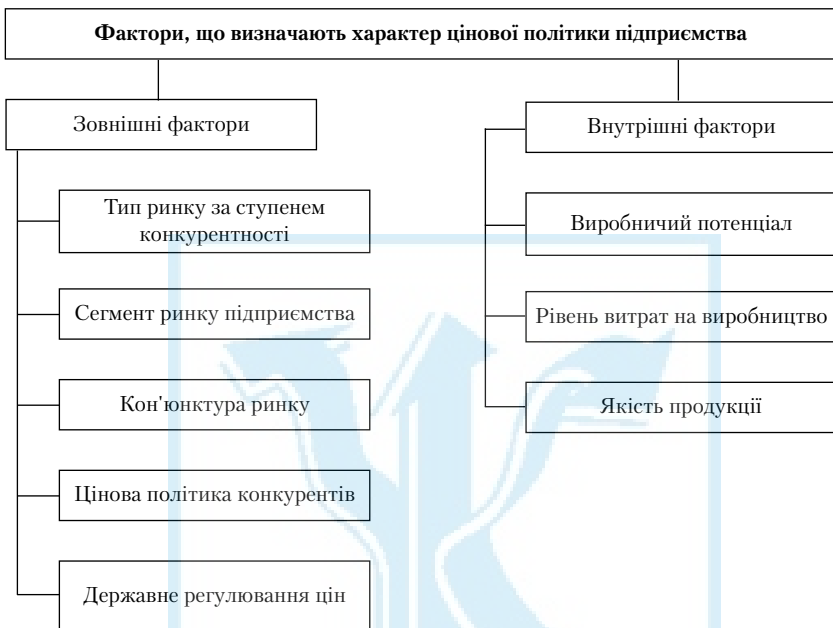 Фактори, що визначають характер цінової політики підприємства
Зовнішні фактори
Тип ринку за ступенем
конкурентності
Сегмент ринку підприємства
Кон'юнктура ринку
Цінова політика конкурентів
Державне регулювання цін
Внутрішні фактори
Виробничий потенціал
Рівень витрат на виробництво
Якість продукції